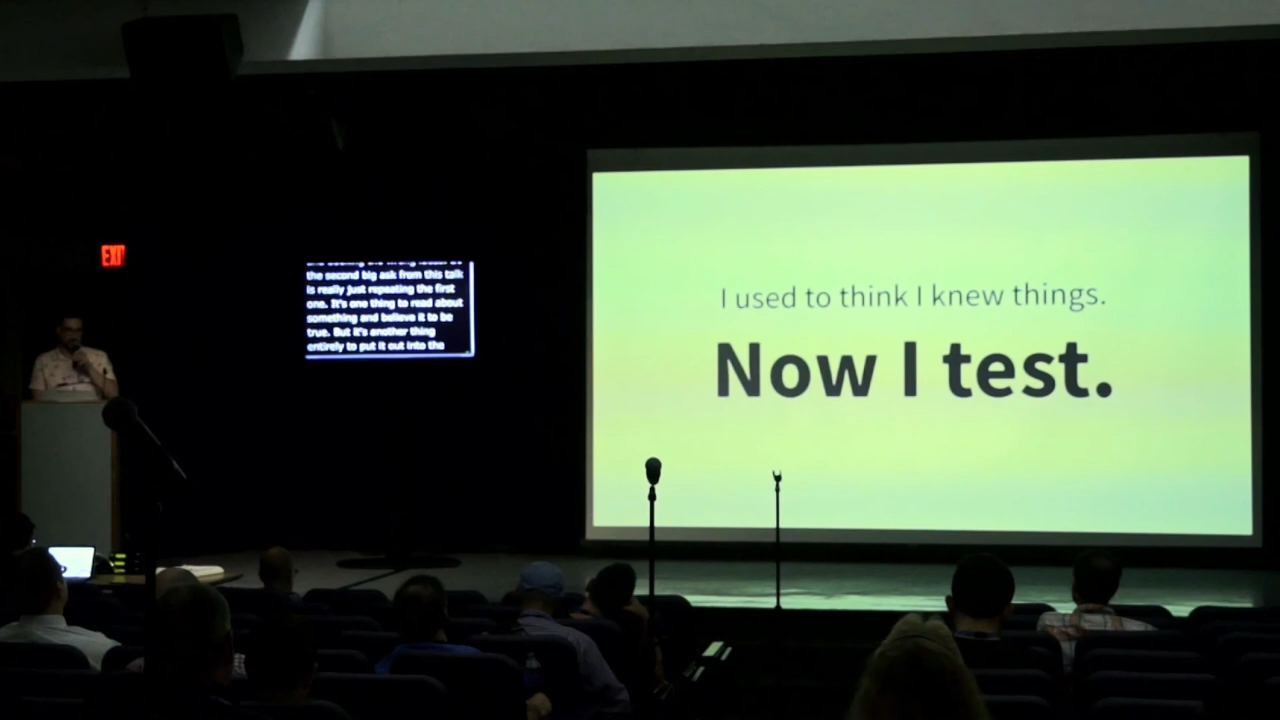 EXIT
the second big ask from this talk
is really just repeating the first
one. It's one thing to read about
something and believe it to be
true. But it's another thing
entirely to put it out into the
I used to think I knew things.
Now I test.